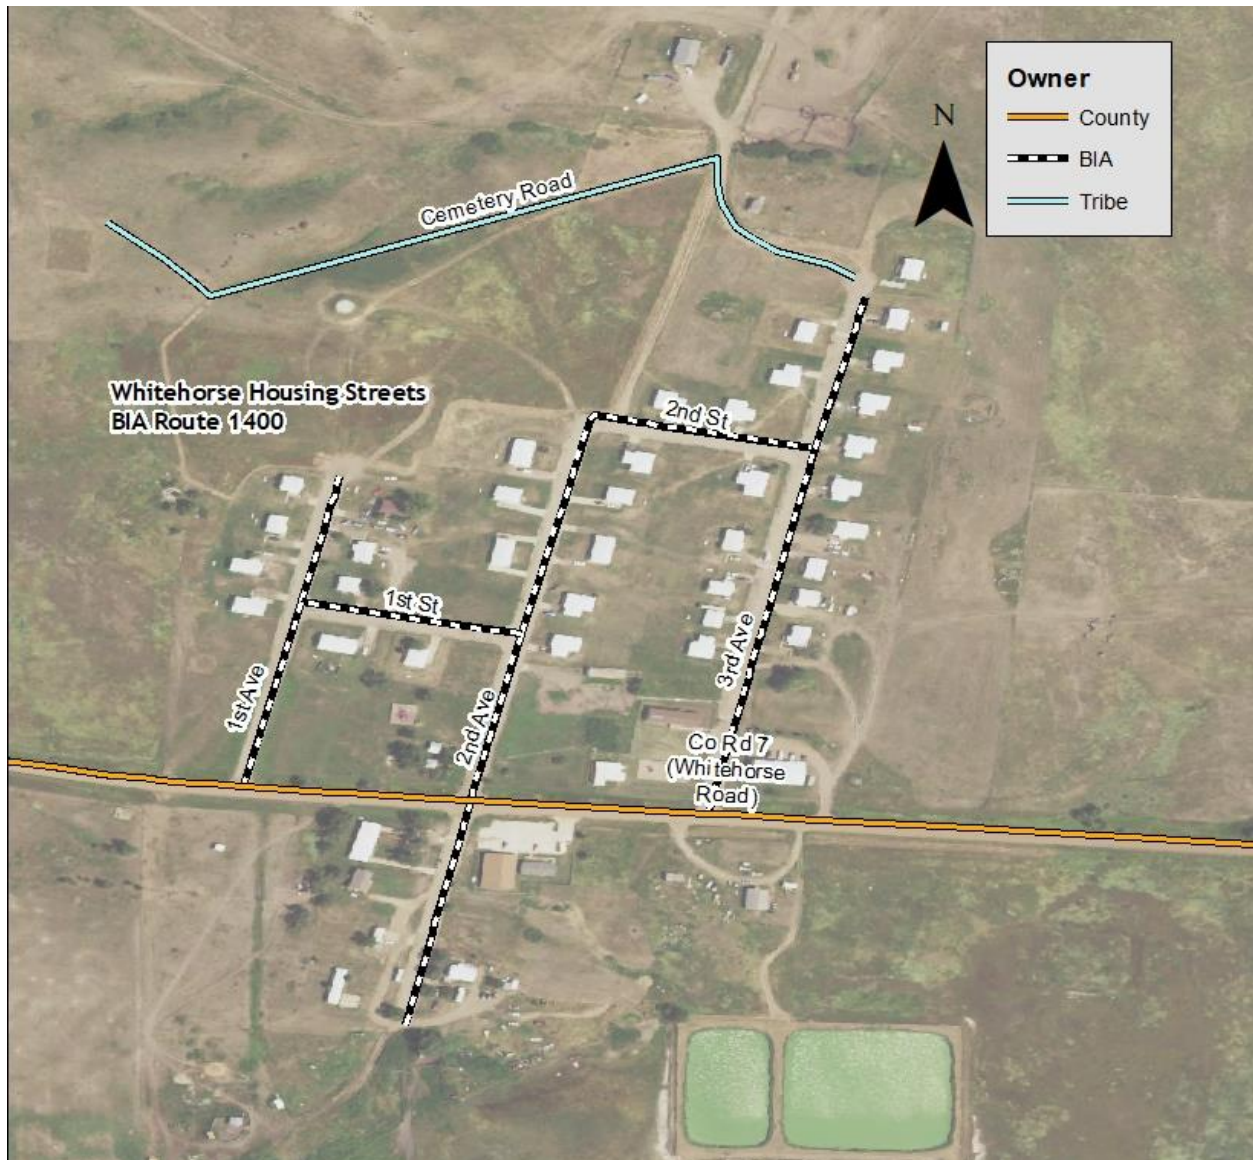 Owner
County
BIA
Tribe
N
Cemetery Road
Whitehorse Housing Streets
BIA Route 1400
2nd St
1st St
1st Ave
2nd Ave
3rd Ave
Co Rd 7
(Whitehorse
Road)